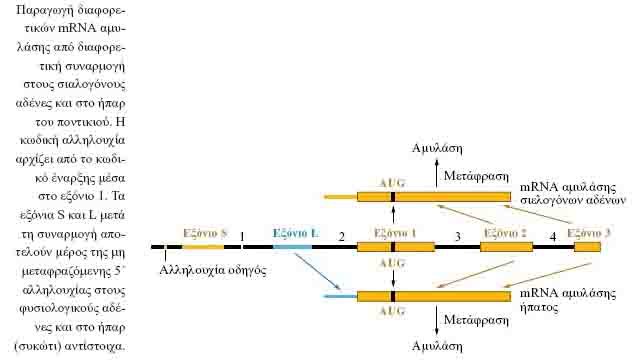 Παραγωγή διαφορε-
τικών mRNA αμυ-
λάσης από διαφορε-
τική συναρμογή
στους σιαλογόνους
αδένες και στο ήπαρ
του ποντικιού. Η
κωδική αλληλουχία
αρχίζει από το κωδι-
κό έναρξης μέσα
στο εξόνιο 1. Τα
εξόνια S και L μετά
τη συναρμογή απο-
τελούν μέρος της μη
μεταφραζόμενης 5΄
αλληλουχίας στους
φυσιολογικούς αδέ-
νες και στο ήπαρ
(συκώτι) αντίστοιχα.
Αμυλάση
Μετάφραση
AUG
mRNA αμυλάσης
σιελογόνων αδένων
Εξόνιο S
1
Εξόνιο L
2
Εξόνιο 1
3
Εξόνιο 2
4
Εξόνιο 3
Αλληλουχία οδηγός
AUG
mRNA αμυλάσης
ήπατος
Μετάφραση
Αμυλάση